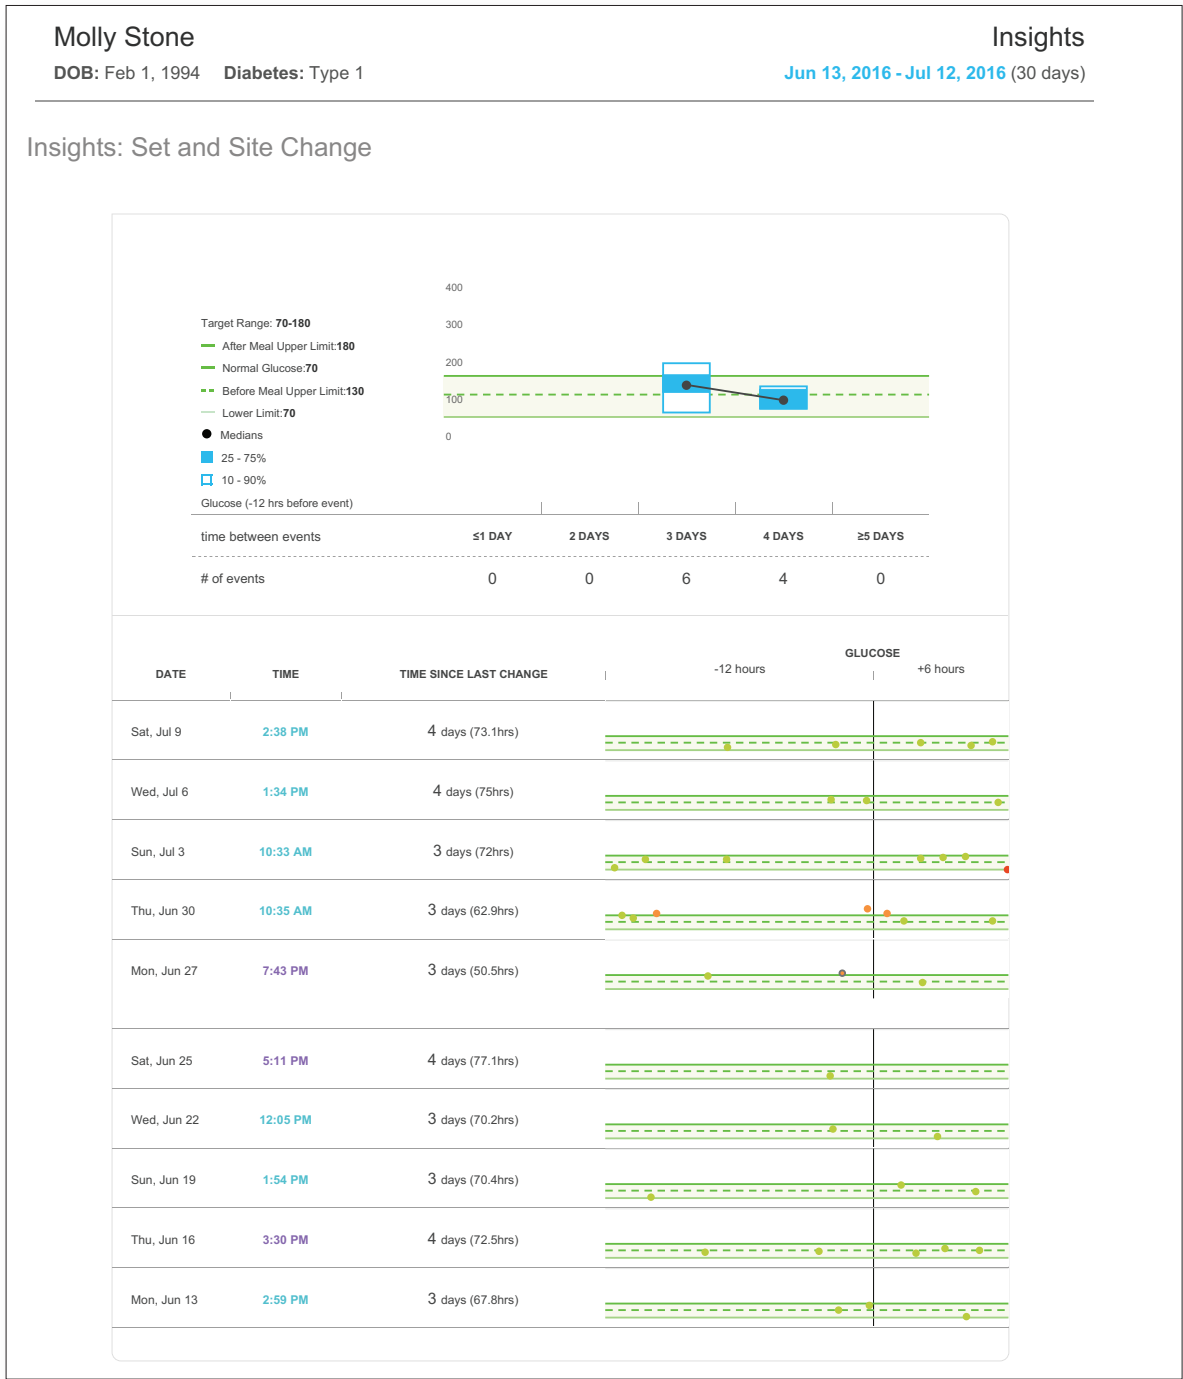 Molly Stone
Insights
DOB: Feb 1, 1994 Diabetes: Type 1
Jun 13, 2016 - Jul 12, 2016 (30 days)
Insights: Set and Site Change
400
300
200
100
0
Target Range: 70-180
After Meal Upper Limit:180
Normal Glucose:70
Before Meal Upper Limit:130
Lower Limit:70
Medians
25 - 75%
10 - 90%
Glucose (-12 hrs before event)
time between events ≤1 DAY 2 DAYS 3 DAYS 4 DAYS ≥5 DAYS
# of events 0 0 6 4 0
GLUCOSE
DATE TIME TIME SINCE LAST CHANGE -12 hours +6 hours
Sat, Jul 9 2:38 PM 4 days (73.1hrs)
Wed, Jul 6 1:34 PM 4 days (75hrs)
Sun, Jul 3 10:33 AM 3 days (72hrs)
Thu, Jun 30 10:35 AM 3 days (62.9hrs)
Mon, Jun 27 7:43 PM 3 days (50.5hrs)
Sat, Jun 25 5:11 PM 4 days (77.1hrs)
Wed, Jun 22 12:05 PM 3 days (70.2hrs)
Sun, Jun 19 1:54 PM 3 days (70.4hrs)
Thu, Jun 16 3:30 PM 4 days (72.5hrs)
Mon, Jun 13 2:59 PM 3 days (67.8hrs)